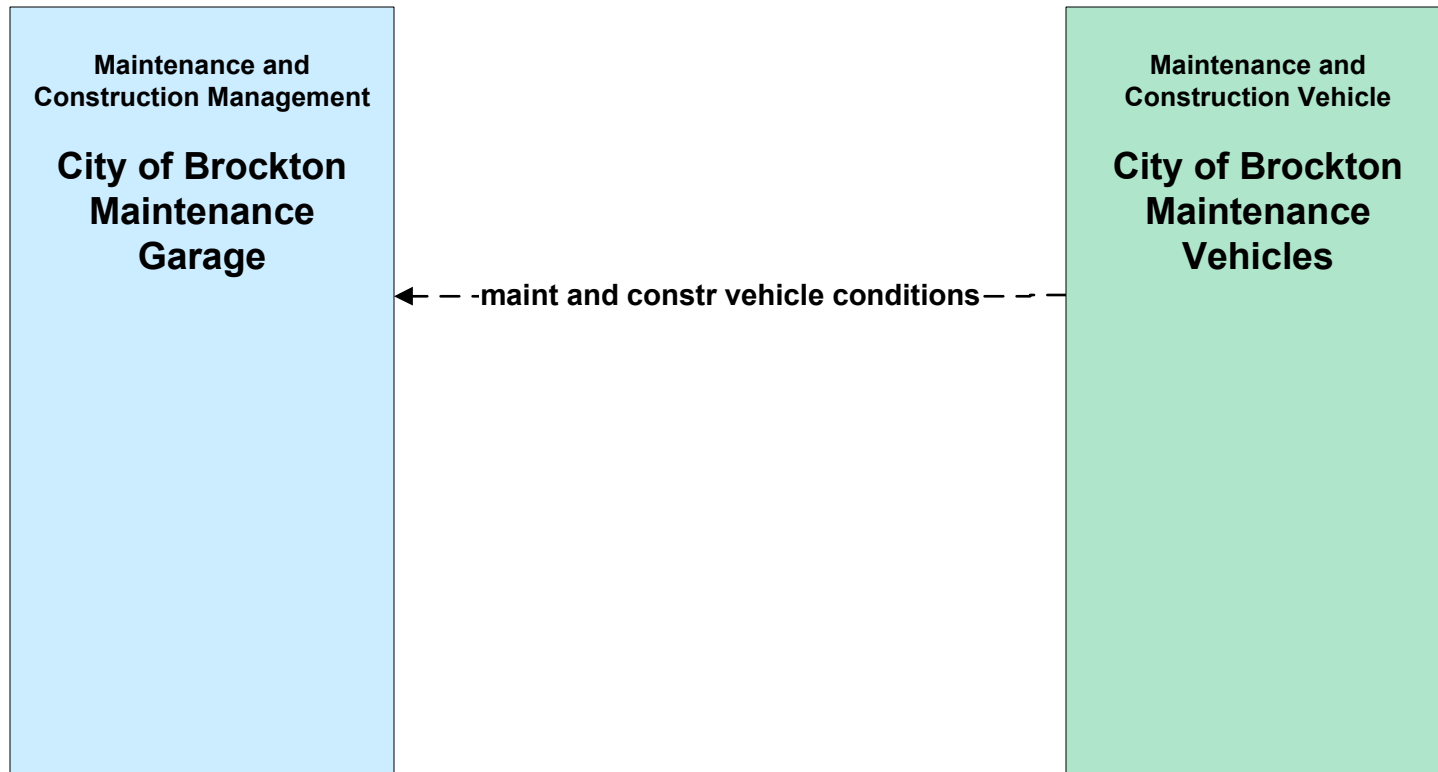 Maintenance and
Construction Management
City of Brockton
Maintenance
Garage
maint and constr vehicle conditions
Maintenance and
Construction Vehicle
City of Brockton
Maintenance
Vehicles